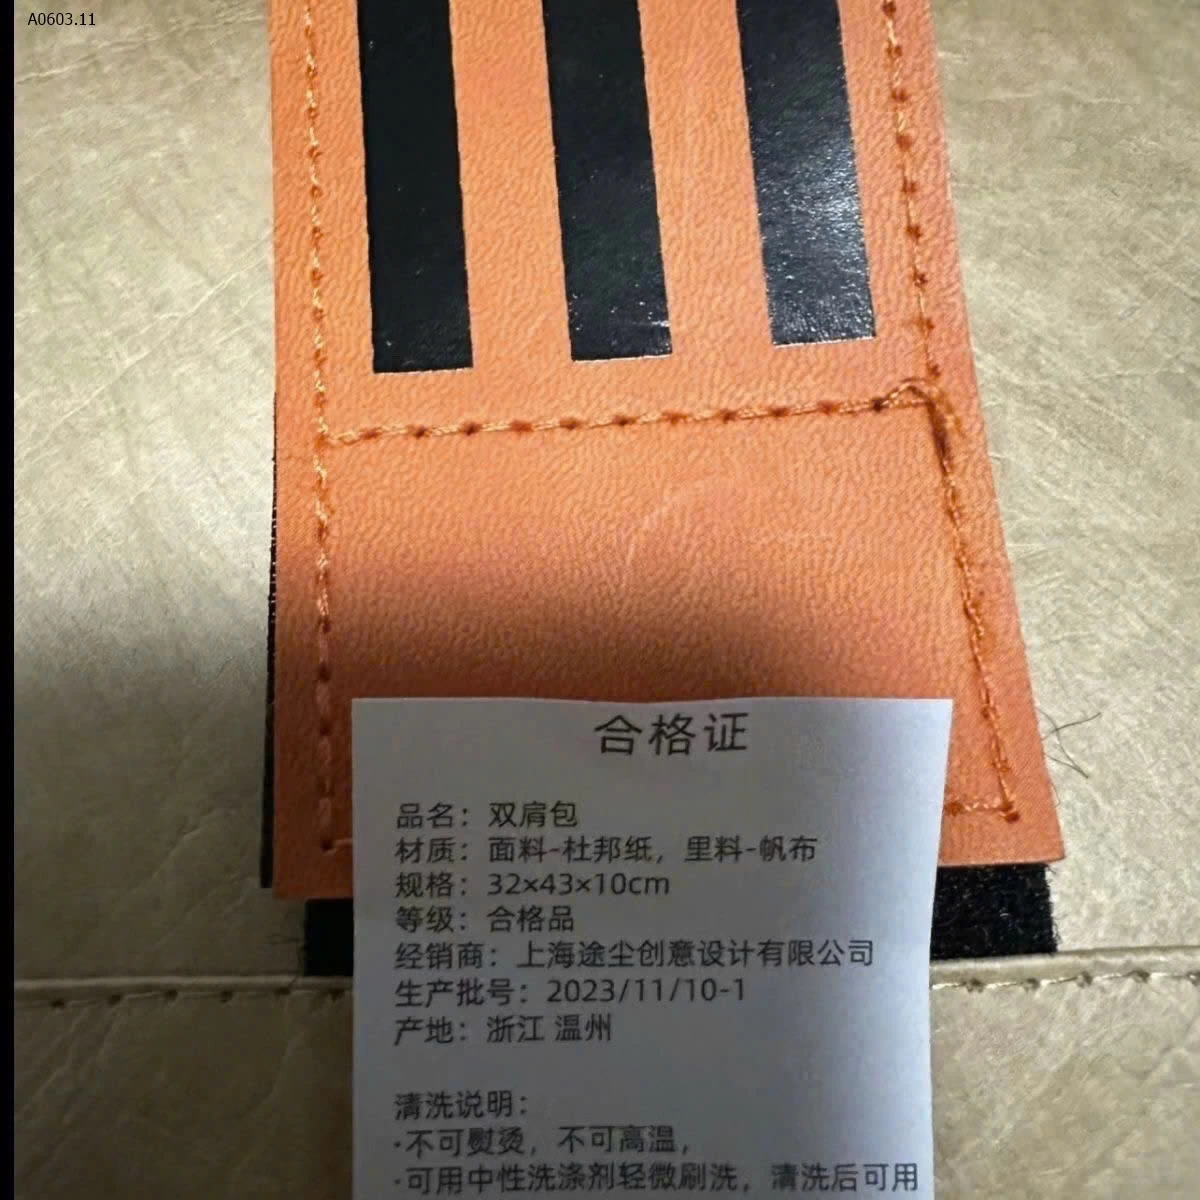 A0603.11
合格证
品名：双肩包
材质：面料-杜邦纸，里料-帆布
规格：32×43×10cm
等级：合格品
经销商：上海途尘创意设计有限公司
生产批号：2023/11/10-1
产地：浙江 温州
清洗说明：
·不可熨烫，不可高温，
·可用中性洗涤剂轻微刷洗，清洗后可用